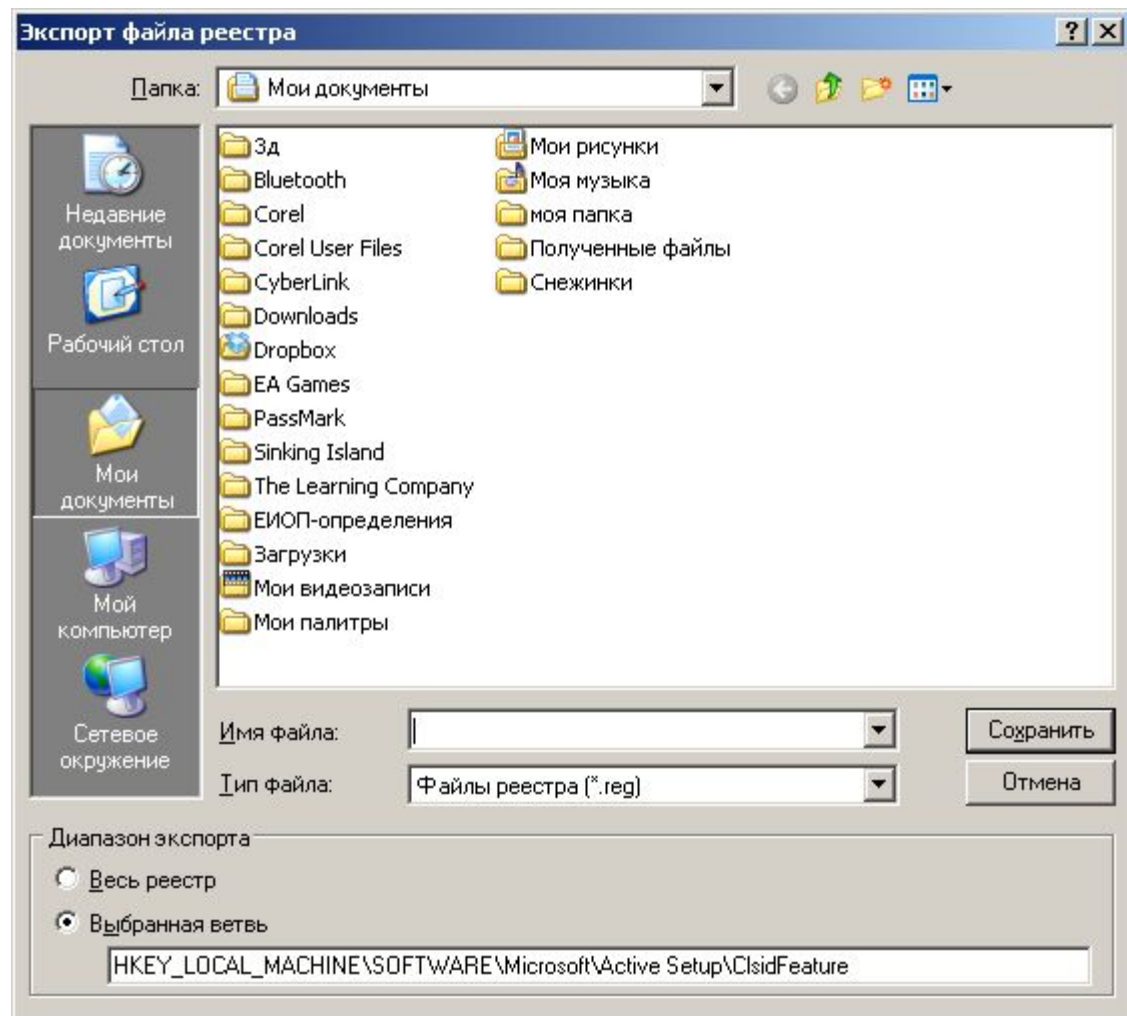 Экспорт файла реестра
Папка: Мои документы
Недавние
документы
Рабочий стол
Мои
документы
Мой
компьютер
Сетевое
окружение
3д
Bluetooth
Corel
Corel User Files
CyberLink
Downloads
Dropbox
EA Games
PassMark
Sinking Island
The Learning Company
ЕИОП-определения
Загрузки
Мои видеозаписи
Мои палитры
Мои рисунки
Моя музыка
моя папка
Полученные файлы
Снежинки
Имя файла:
Сохранить
Тип файла: Файлы реестра (*.reg)
Отмена
Диапазон экспорта
Весь реестр
Выбранная ветвь
HKEY_LOCAL_MACHINE\SOFTWARE\Microsoft\Active Setup\ClsidFeature